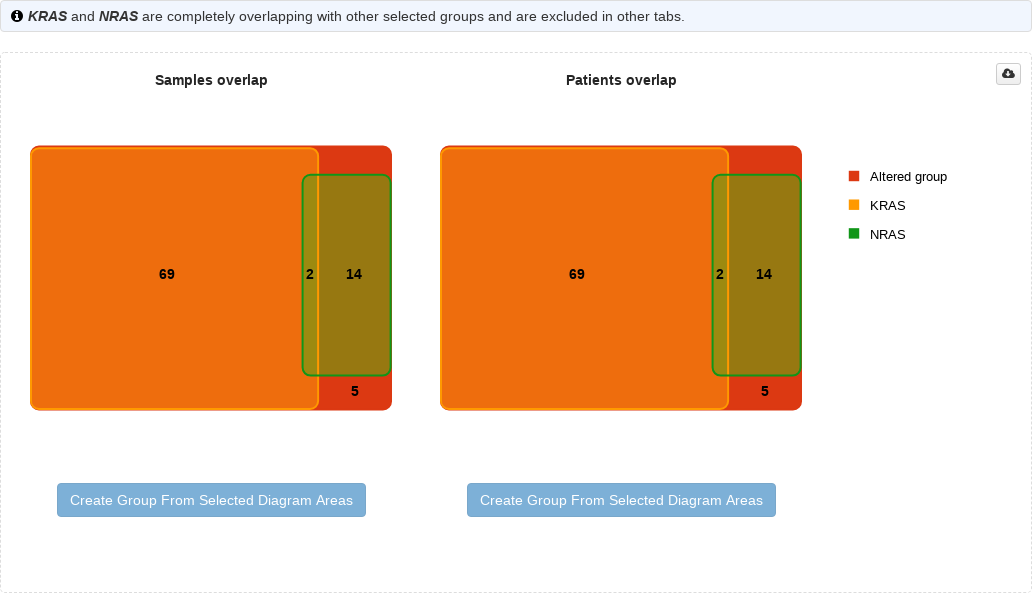 KRAS and NRAS are completely overlapping with other selected groups and are excluded in other tabs.
Samples overlap
Patients overlap
69
2
14
5
69
2
14
5
Altered group
KRAS
NRAS
Create Group From Selected Diagram Areas
Create Group From Selected Diagram Areas